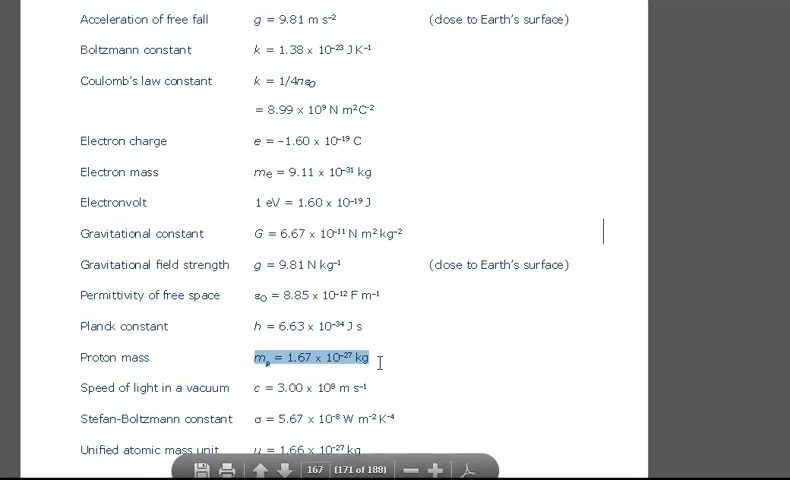 Acceleration of free fall g = 9.81 m s⁻² (close to Earth's surface)
Boltzmann constant k = 1.38 x 10⁻²³ J K⁻¹
Coulomb's law constant k = 1/4πε₀
= 8.99 x 10⁹ N m²C⁻²
Electron charge e = −1.60 x 10⁻¹⁹ C
Electron mass mₑ = 9.11 x 10⁻³¹ kg
Electronvolt 1 eV = 1.60 x 10⁻¹⁹ J
Gravitational constant G = 6.67 x 10⁻¹¹ N m² kg⁻²
Gravitational field strength g = 9.81 N kg⁻¹ (close to Earth's surface)
Permittivity of free space ε₀ = 8.85 x 10⁻¹² F m⁻¹
Planck constant h = 6.63 x 10⁻³⁴ J s
Proton mass mₚ = 1.67 x 10⁻²⁷ kg
Speed of light in a vacuum c = 3.00 x 10⁸ m s⁻¹
Stefan-Boltzmann constant σ = 5.67 x 10⁻⁸ W m⁻² K⁻⁴
Unified atomic mass unit u = 1.66 x 10⁻²⁷ kg
167 (171 of 188)